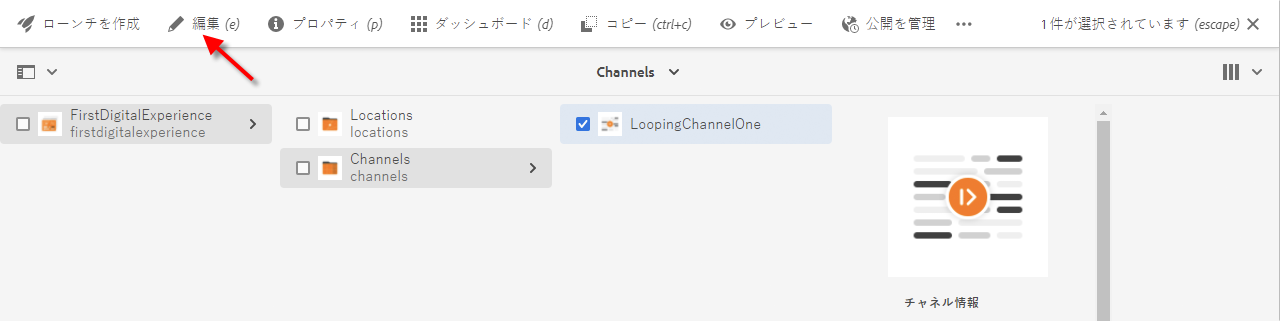 ローンチを作成 編集 (e) プロパティ (p) ダッシュボード (d) コピー (ctrl+c) プレビュー 公開を管理 1 件が選択されています (escape)
Channels
FirstDigitalExperience
firstdigitalexperience
Locations
locations
Channels
channels
LoopingChannelOne
チャネル情報